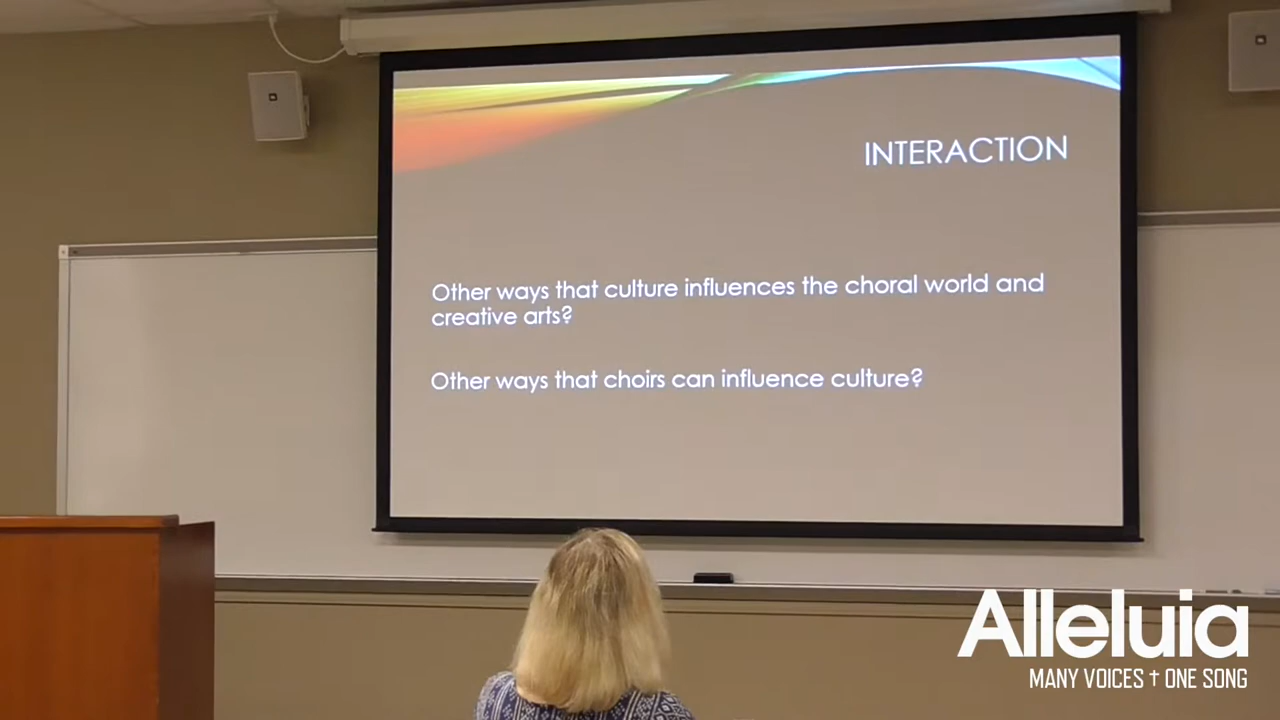 INTERACTION
Other ways that culture influences the choral world and
creative arts?
Other ways that choirs can influence culture?
Alleluia
MANY VOICES † ONE SONG